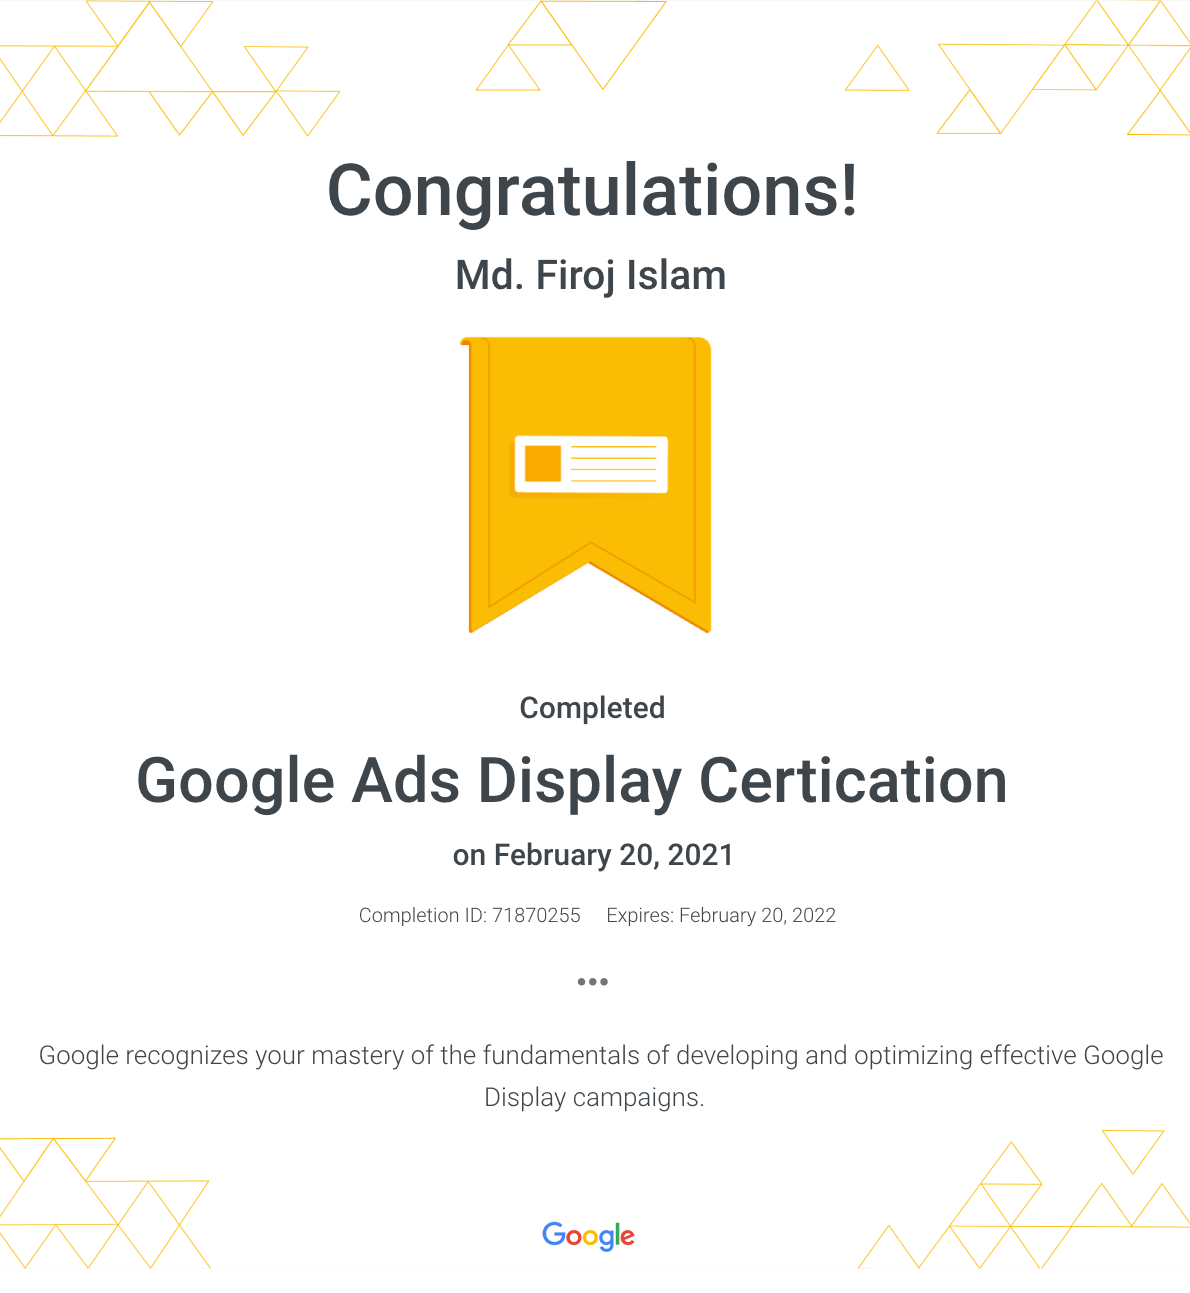 Congratulations!
Md. Firoj Islam
Completed
Google Ads Display Certication
on February 20, 2021
Completion ID: 71870255 Expires: February 20, 2022
Google recognizes your mastery of the fundamentals of developing and optimizing effective Google
Display campaigns.
Google